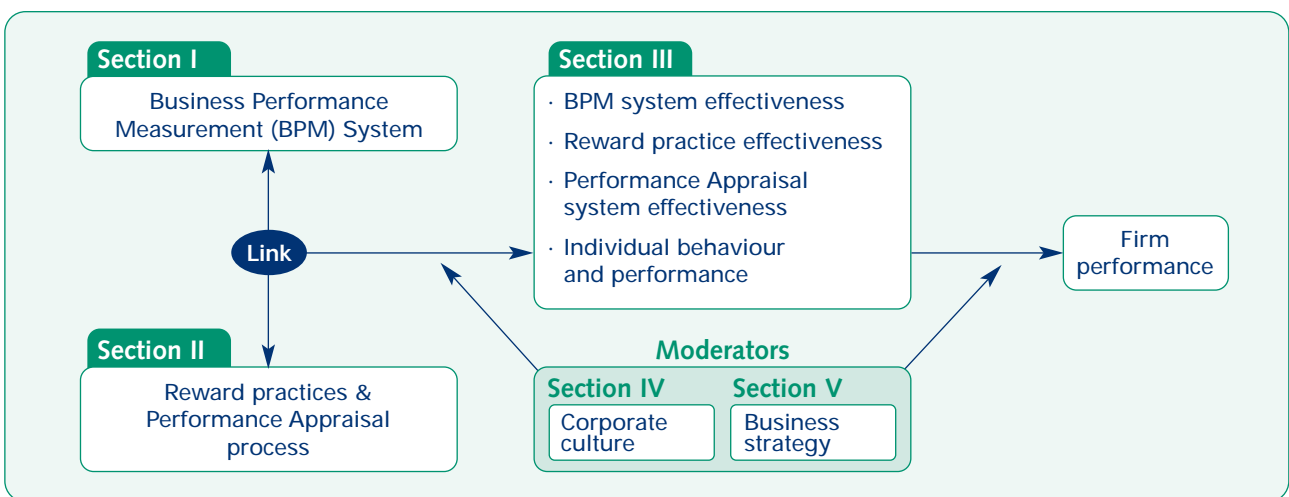 Section I
Business Performance
Measurement (BPM) System
Link
Section II
Reward practices &
Performance Appraisal
process
Section III
· BPM system effectiveness
· Reward practice effectiveness
· Performance Appraisal
system effectiveness
· Individual behaviour
and performance
Moderators
Section IV
Corporate
culture
Section V
Business
strategy
Firm
performance